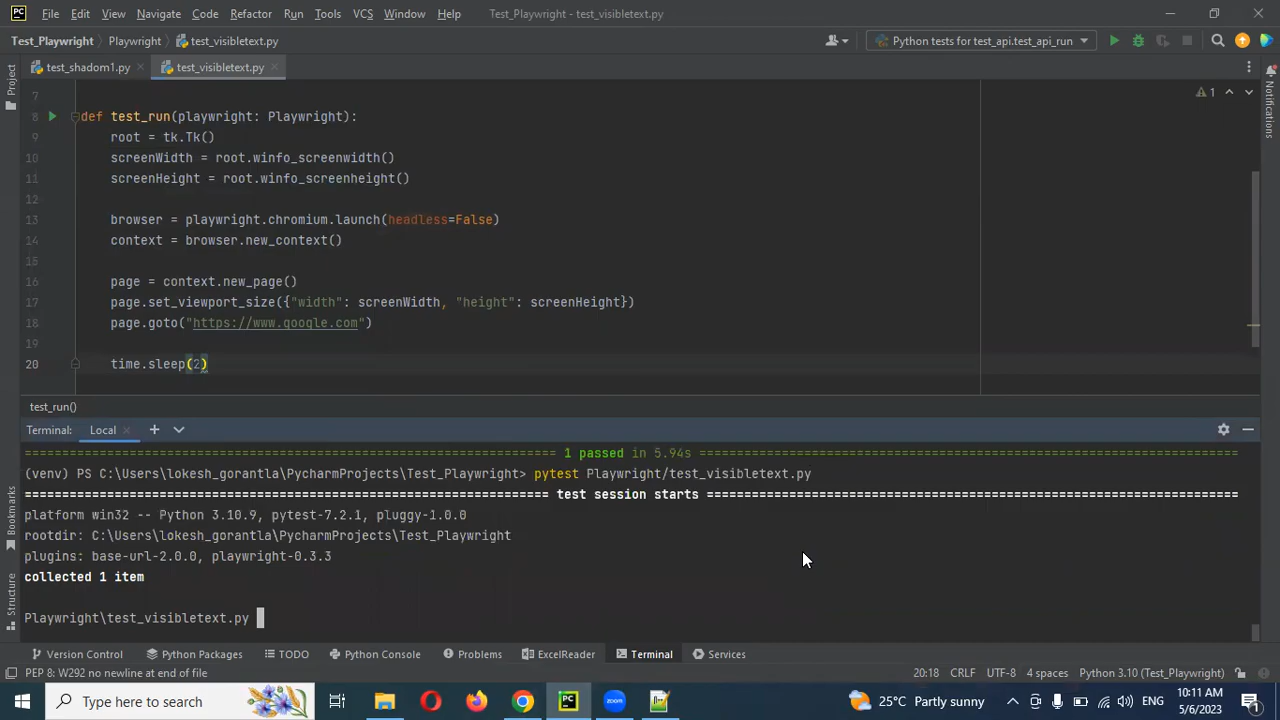 PC File Edit View Navigate Code Refactor Run Tools VCS Window Help Test_Playwright - test_visibletext.py
Test_Playwright Playwright test_visibletext.py Python tests for test_api.test_api_run
Project test_shadom1.py test_visibletext.py
Notifications
7 1
8 def test_run(playwright: Playwright):
9 root = tk.Tk()
10 screenWidth = root.winfo_screenwidth()
11 screenHeight = root.winfo_screenheight()
12
13 browser = playwright.chromium.launch(headless=False)
14 context = browser.new_context()
15
16 page = context.new_page()
17 page.set_viewport_size({"width": screenWidth, "height": screenHeight})
18 page.goto("https://www.google.com")
19
20 time.sleep(2)
test_run()
Terminal: Local
============ 1 passed in 5.94s ============
(venv) PS C:\Users\lokesh_gorantla\PycharmProjects\Test_Playwright> pytest Playwright/test_visibletext.py
============ test session starts ============
platform win32 -- Python 3.10.9, pytest-7.2.1, pluggy-1.0.0
rootdir: C:\Users\lokesh_gorantla\PycharmProjects\Test_Playwright
plugins: base-url-2.0.0, playwright-0.3.3
collected 1 item
Playwright\test_visibletext.py
Bookmarks
Structure
Version Control Python Packages TODO Python Console Problems ExcelReader Terminal Services
PEP 8: W292 no newline at end of file 20:18 CRLF UTF-8 4 spaces Python 3.10 (Test_Playwright)
Type here to search PC zoom 25°C Partly sunny ENG 10:11 AM
5/6/2023 1